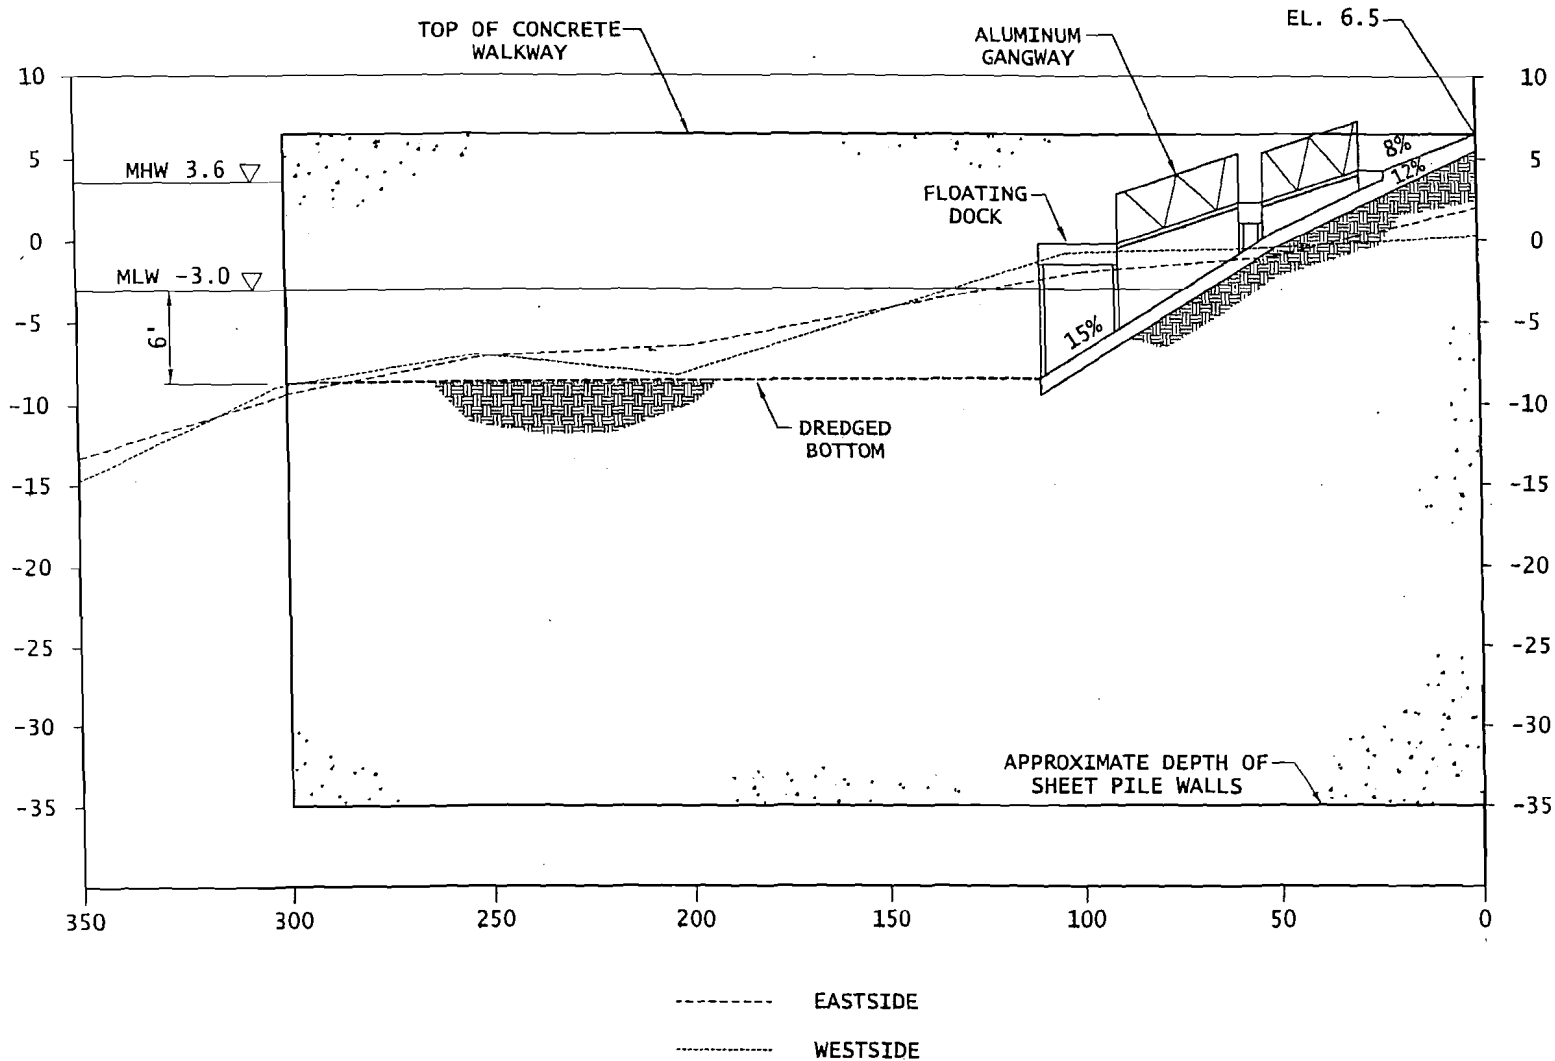 EL. 6.5
TOP OF CONCRETE
WALKWAY
ALUMINUM
GANGWAY
10
10
5
MHW 3.6
8%
12%
5
FLOATING
DOCK
0
0
MLW -3.0
6'
-5
15%
-5
-10
-10
DREDGED
BOTTOM
-15
-15
-20
-20
-25
-25
-30
-30
APPROXIMATE DEPTH OF
SHEET PILE WALLS
-35
-35
350
300
250
200
150
100
50
0
EASTSIDE
WESTSIDE